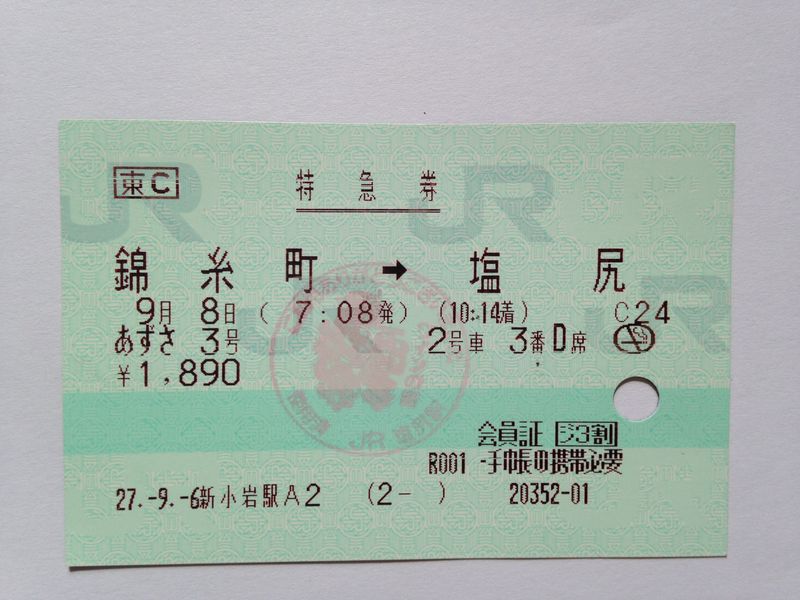 東C
特急券
錦糸町 → 塩尻
9月 8日 ( 7:08発) (10:14着) C24
あずさ 3号 2号車 3番D席
¥1,890
会員証 ジ3割
R001 -手帳の携帯必要
27.-9.-6新小岩駅A2 (2- ) 20352-01
JR
JR
JR